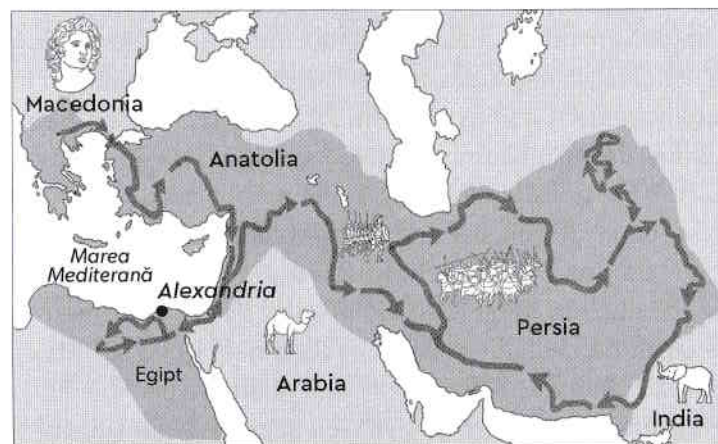 Macedonia
Anatolia
Marea
Mediterană
Alexandria
Persia
Egipt
Arabia
India